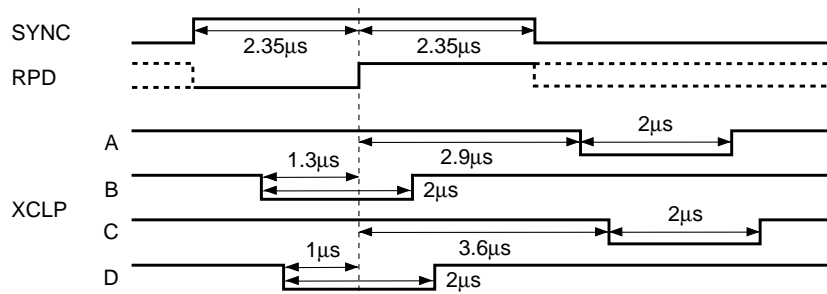 SYNC
2.35µs 2.35µs
RPD
A 2µs
2.9µs
1.3µs
B 2µs
XCLP
C 2µs
3.6µs
1µs
D 2µs